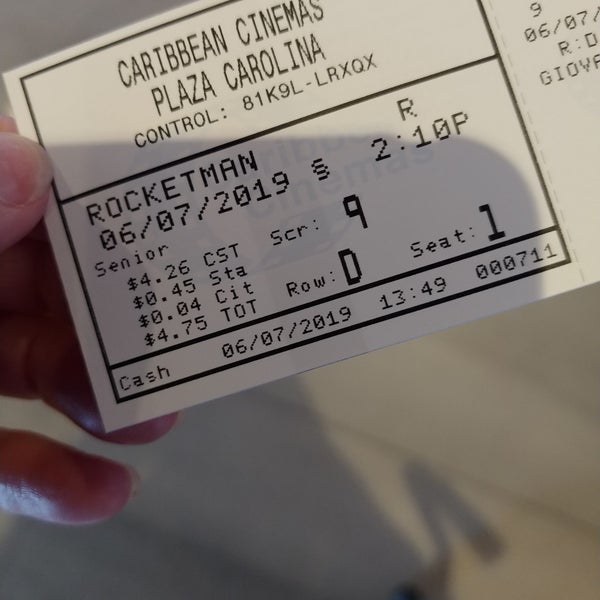 CARIBBEAN CINEMAS
PLAZA CAROLINA
CONTROL: 81K9L-LRXQX
ROCKETMAN R
06/07/2019 § 2:10P
Senior
$4.26 CST Scr: 9
$0.45 Sta
$0.04 Cit Row: D Seat: 1
$4.75 TOT
Cash 06/07/2019 13:49 000711
9
06/07/
R:D